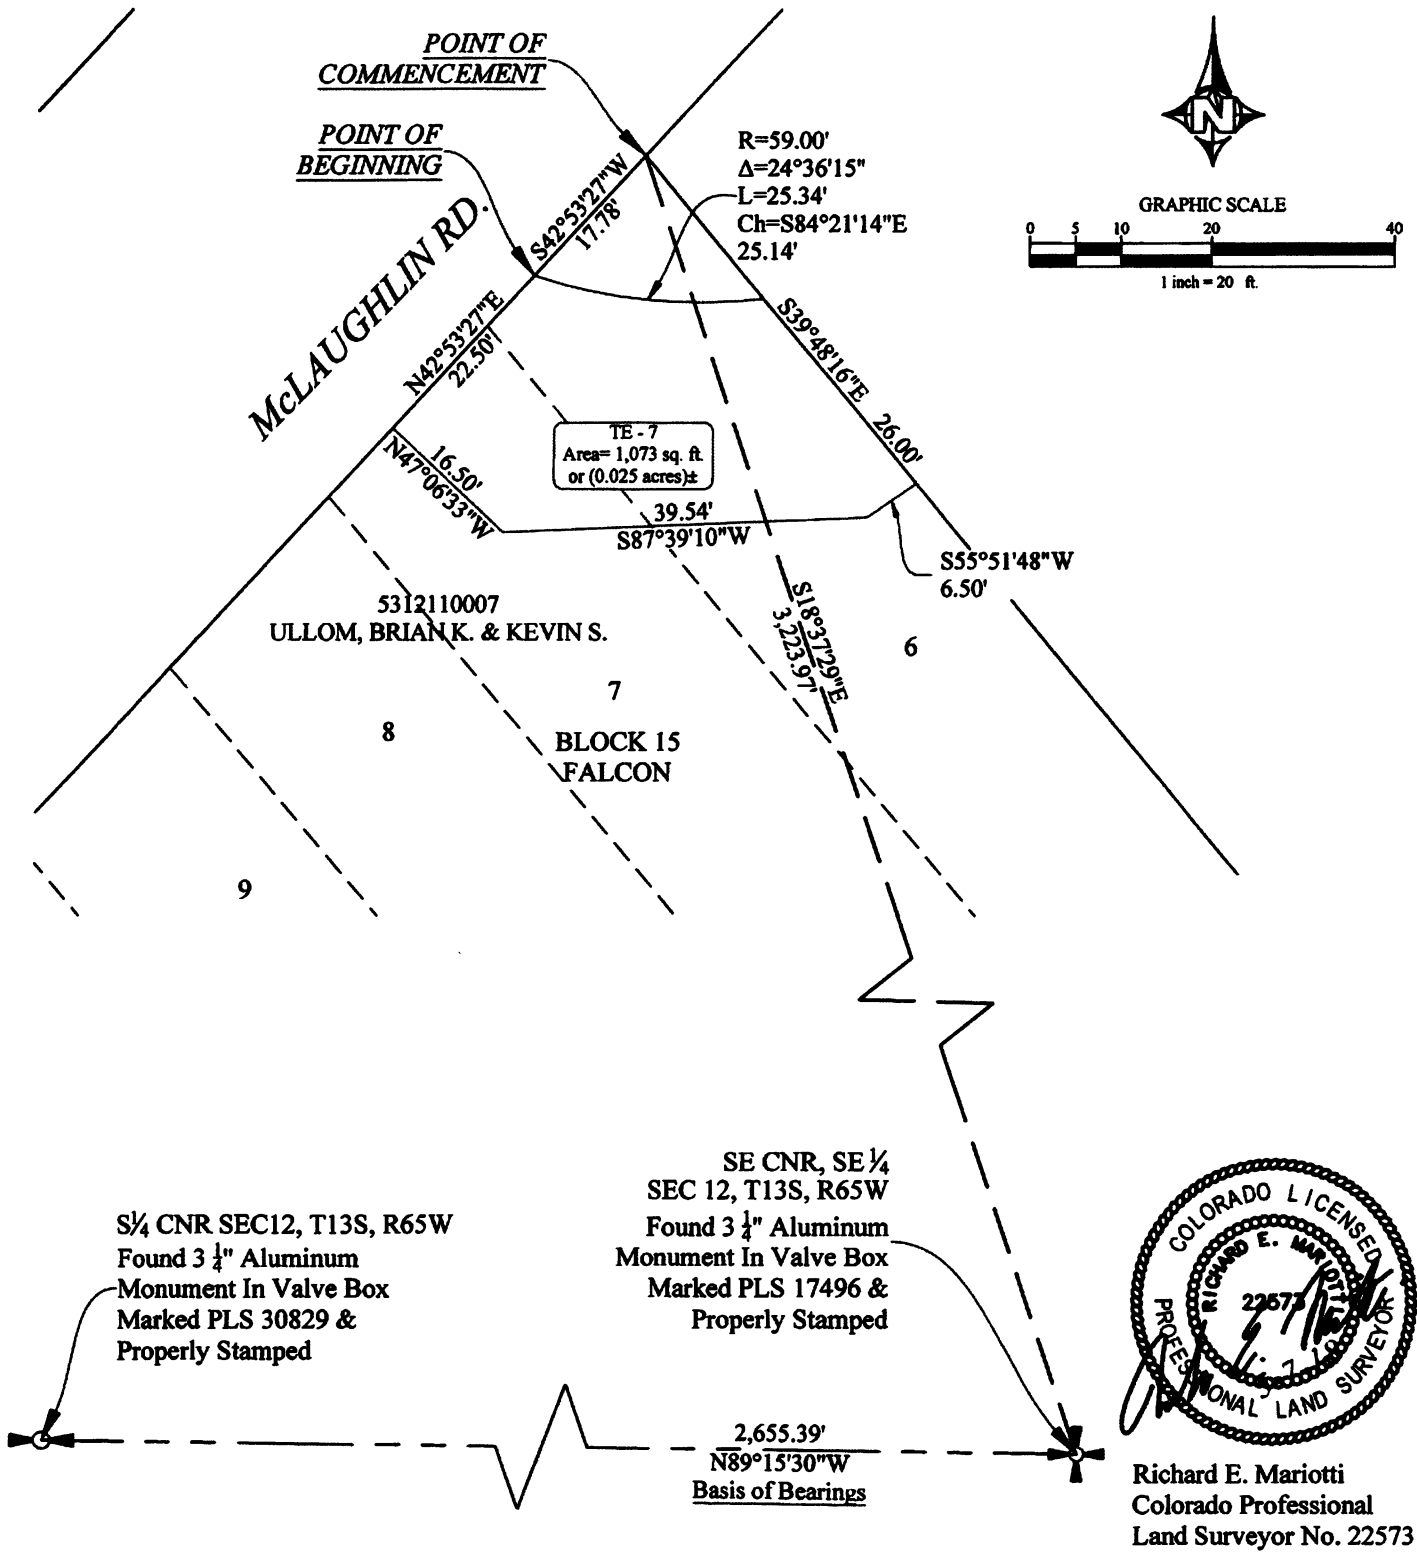 POINT OF
COMMENCEMENT
POINT OF
BEGINNING
McLAUGHLIN RD.
S42°53'27"W
17.78'
R=59.00'
Δ=24°36'15"
L=25.34'
Ch=S84°21'14"E
25.14'
N
GRAPHIC SCALE
0 5 10 20 40
1 inch = 20 ft.
N42°53'27"E
22.50'
S39°48'16"E 26.00'
TE - 7
Area= 1,073 sq. ft.
or (0.025 acres)±
16.50'
N47°06'33"W
39.54'
S87°39'10"W
S55°51'48"W
6.50'
S18°37'29"E
3,223.97'
5312110007
ULLOM, BRIAN K. & KEVIN S.
6
7
8
BLOCK 15
FALCON
9
SE CNR, SE ¼
SEC 12, T13S, R65W
Found 3 ¼" Aluminum
Monument In Valve Box
Marked PLS 17496 &
Properly Stamped
S¼ CNR SEC12, T13S, R65W
Found 3 ¼" Aluminum
Monument In Valve Box
Marked PLS 30829 &
Properly Stamped
COLORADO LICENSED
RICHARD E. MARIOTTI
22573
PROFESSIONAL LAND SURVEYOR
2,655.39'
N89°15'30"W
Basis of Bearings
Richard E. Mariotti
Colorado Professional
Land Surveyor No. 22573